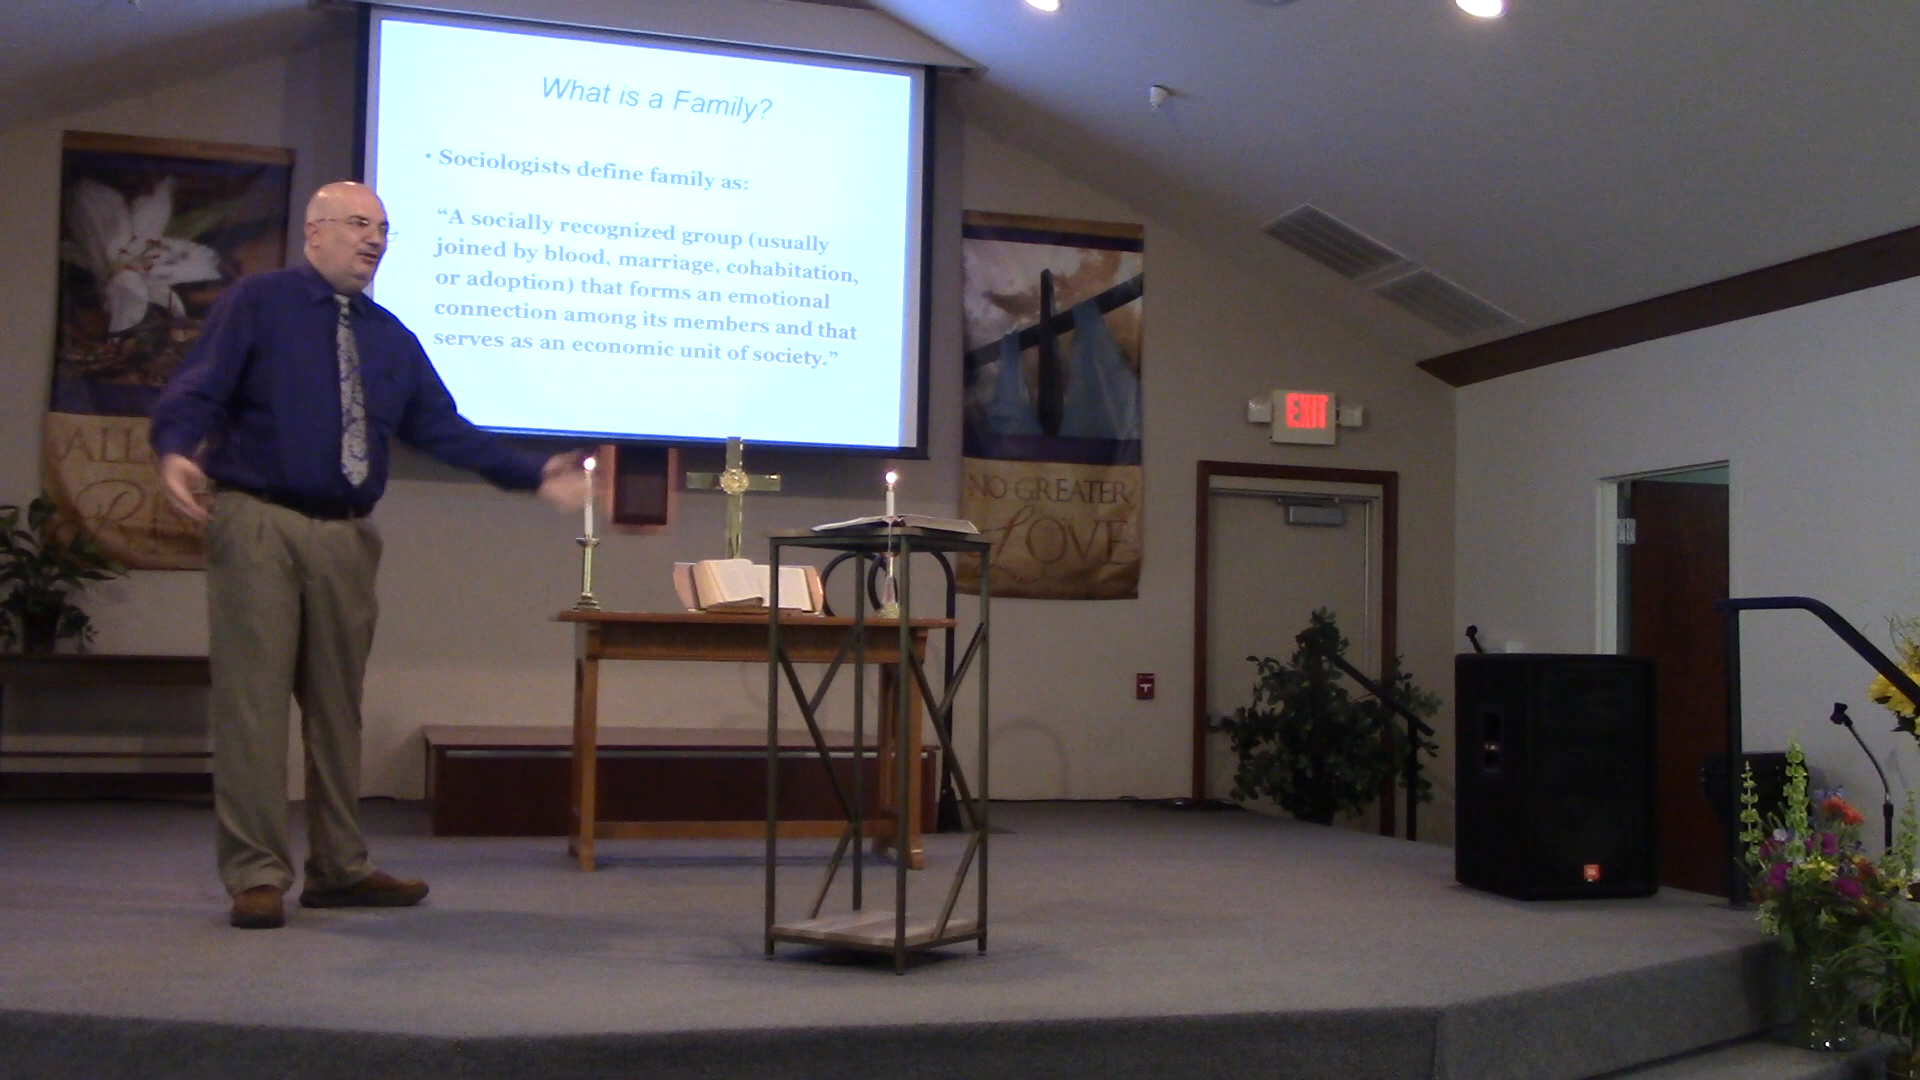 What is a Family?
• Sociologists define family as:
“A socially recognized group (usually
joined by blood, marriage, cohabitation,
or adoption) that forms an emotional
connection among its members and that
serves as an economic unit of society.”
NO GREATER
LOVE
EXIT